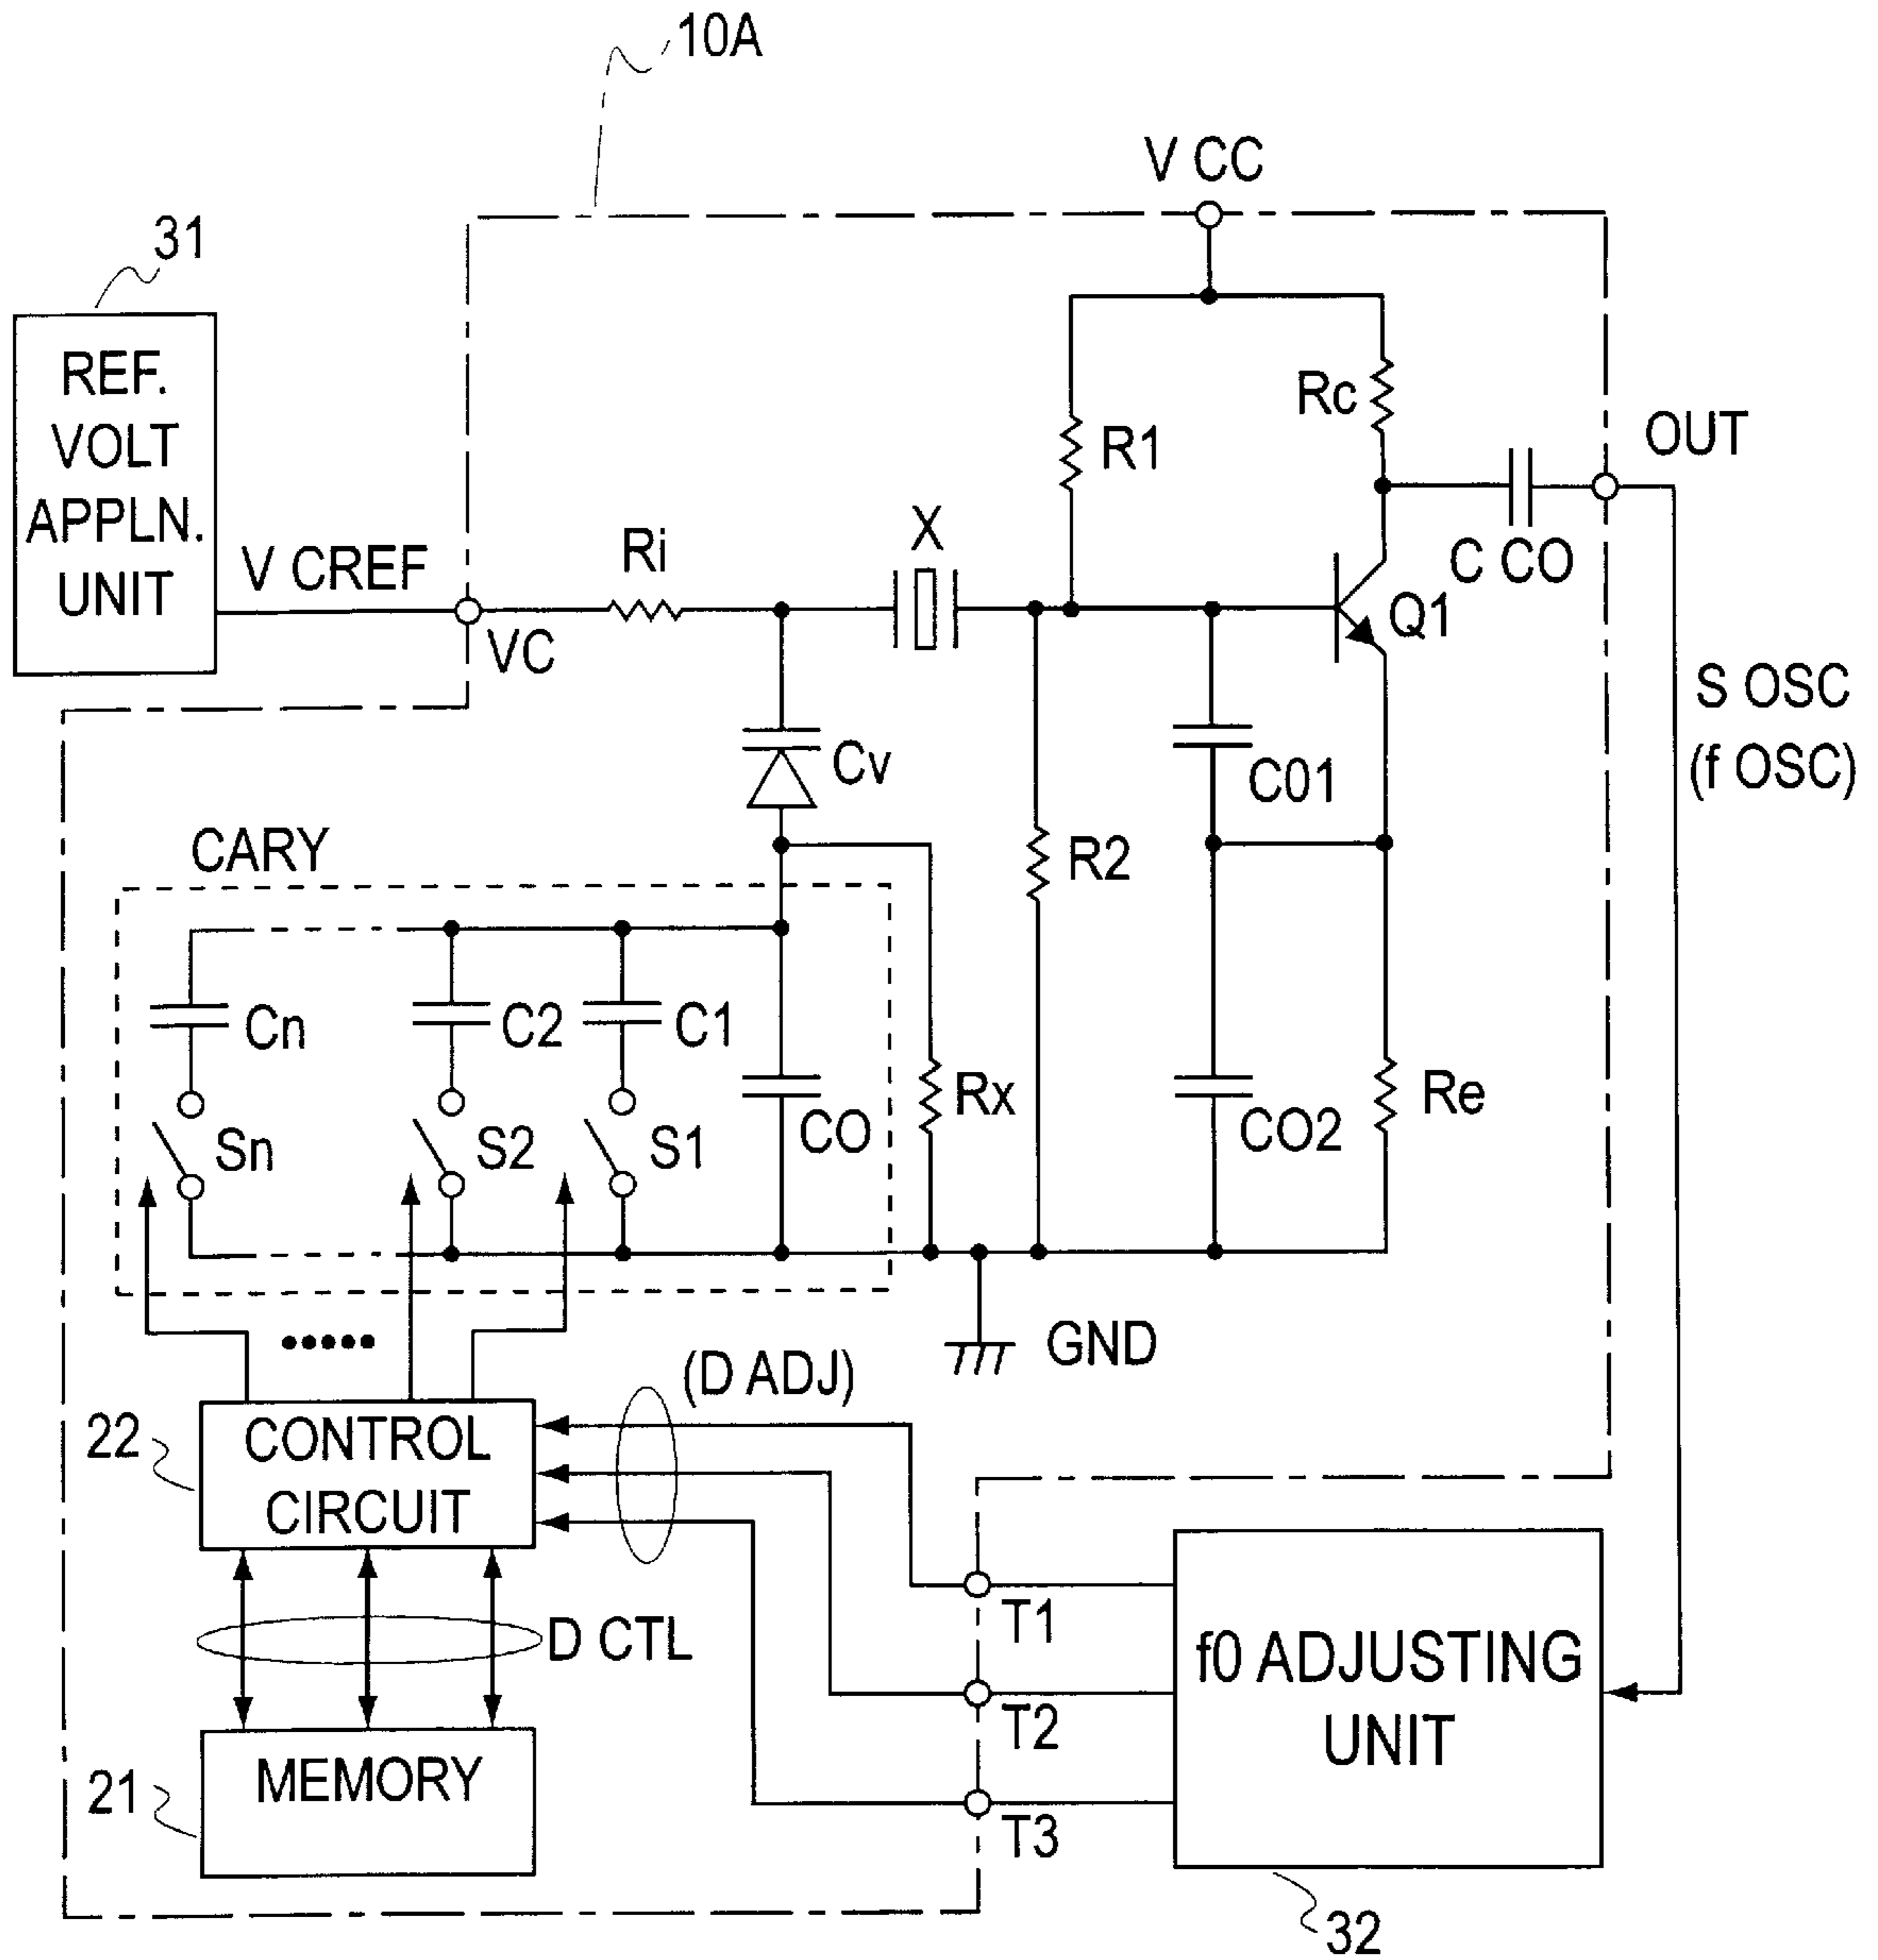 10A
V CC
31
REF.
VOLT
APPLN.
UNIT
V CREF
VC
Ri
X
R1
Rc
OUT
C CO
Q1
S OSC
(f OSC)
Cv
C01
R2
CARY
Cn
C2
C1
CO
Rx
CO2
Re
Sn
S2
S1
GND
(D ADJ)
22
CONTROL
CIRCUIT
D CTL
21
MEMORY
T1
T2
T3
f0 ADJUSTING
UNIT
32